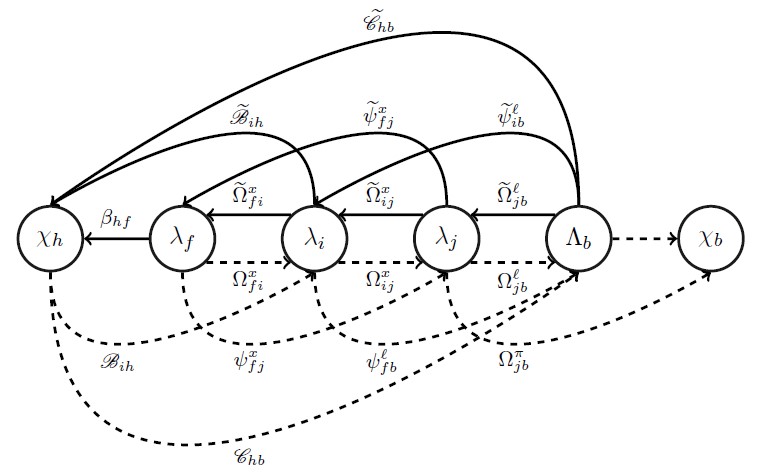 $\widetilde{\mathscr{C}}_{hb}$
$\widetilde{\mathscr{B}}_{ih}$ $\widetilde{\psi}^{x}_{fj}$ $\widetilde{\psi}^{\ell}_{ib}$
$\beta_{hf}$ $\widetilde{\Omega}^{x}_{fi}$ $\widetilde{\Omega}^{x}_{ij}$ $\widetilde{\Omega}^{\ell}_{jb}$
$\chi_h$ $\lambda_f$ $\lambda_i$ $\lambda_j$ $\Lambda_b$ $\chi_b$
$\Omega^{x}_{fi}$ $\Omega^{x}_{ij}$ $\Omega^{\ell}_{jb}$
$\mathscr{B}_{ih}$ $\psi^{x}_{fj}$ $\psi^{\ell}_{fb}$ $\Omega^{\pi}_{jb}$
$\mathscr{C}_{hb}$